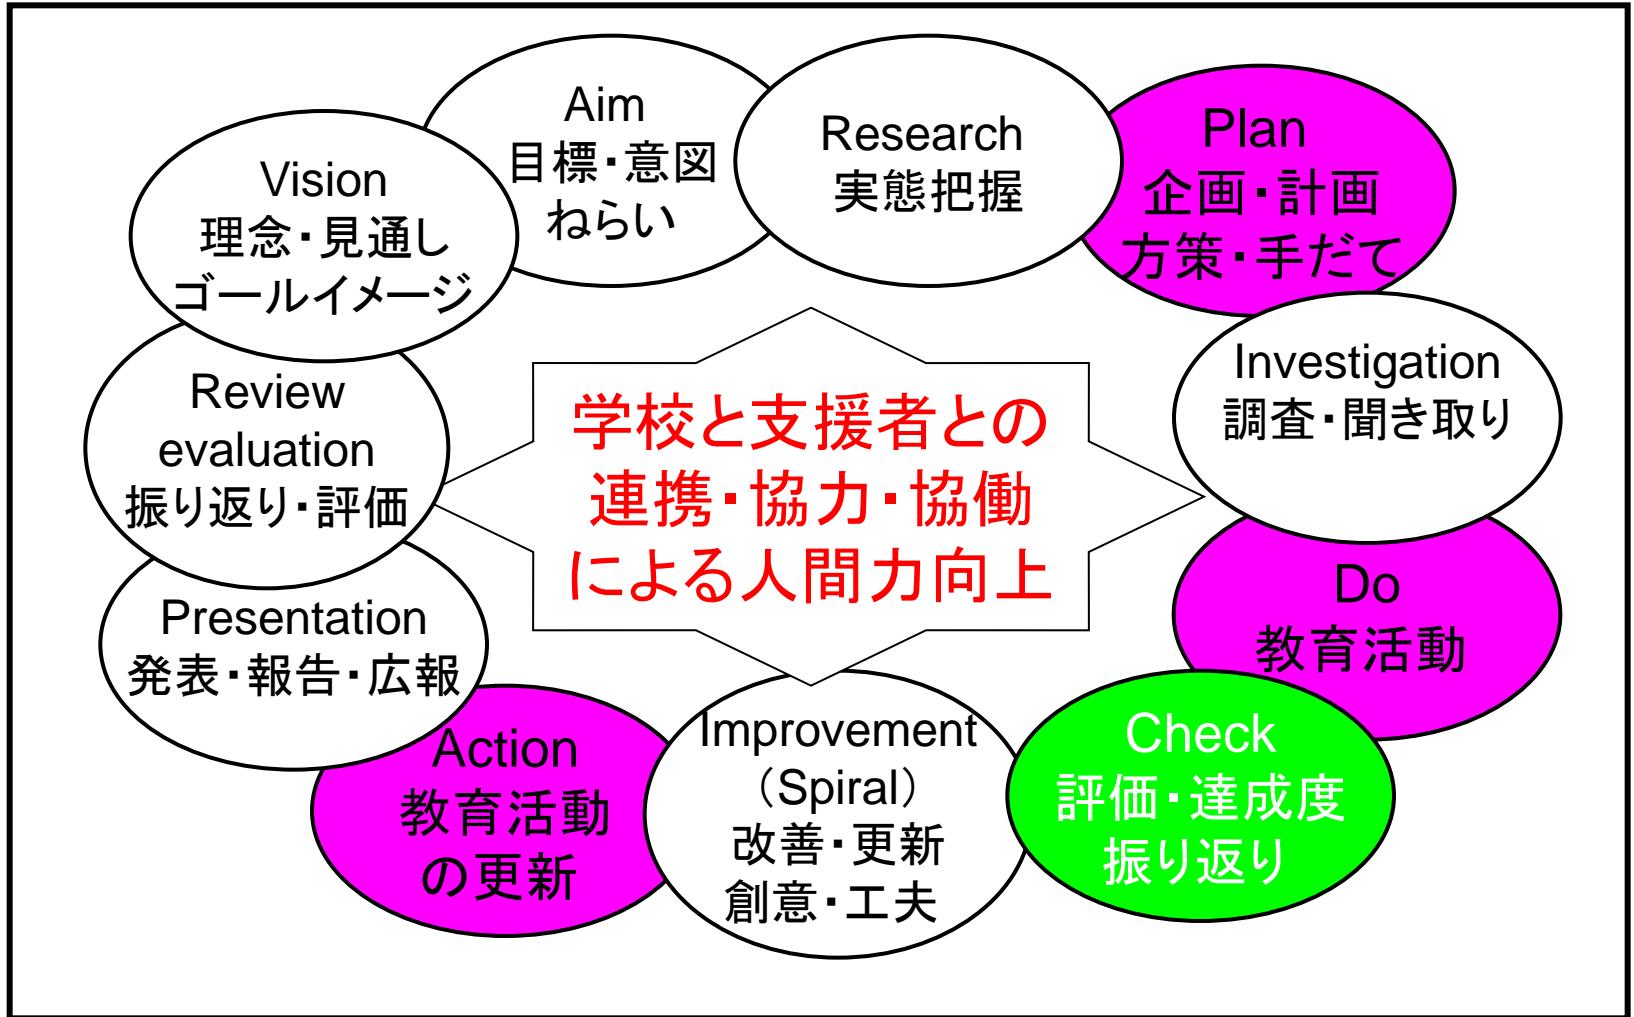 Vision
理念・見通し
ゴールイメージ
Aim
目標・意図
ねらい
Research
実態把握
Plan
企画・計画
方策・手だて
Investigation
調査・聞き取り
Do
教育活動
Check
評価・達成度
振り返り
Improvement
（Spiral）
改善・更新
創意・工夫
Action
教育活動
の更新
Presentation
発表・報告・広報
Review
evaluation
振り返り・評価
学校と支援者との
連携・協力・協働
による人間力向上